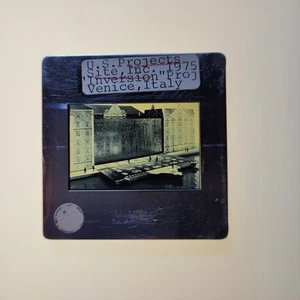 U.S.Projects
Site,Inc. 1975
"Inversion"Proj
Venice,Italy